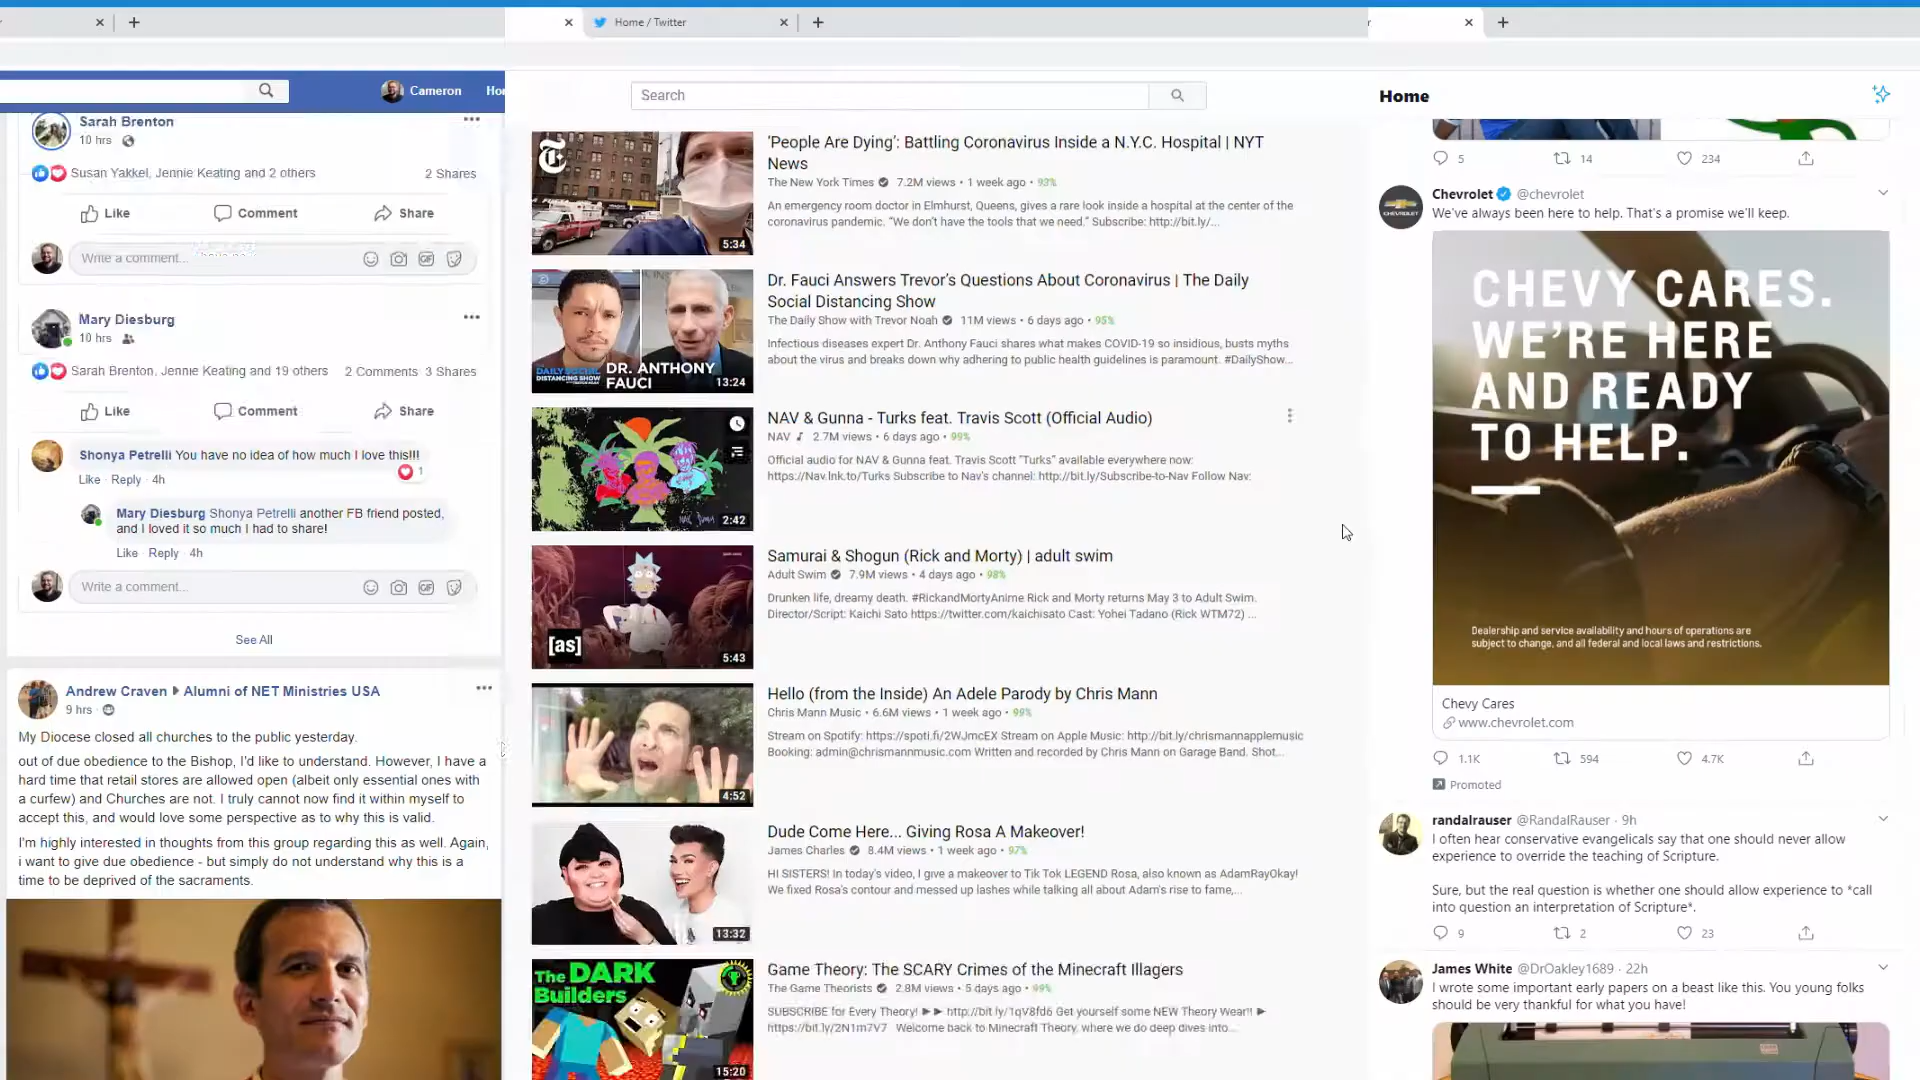 Home / Twitter
Cameron
Hor
Sarah Brenton
10 hrs
Susan Yakkel, Jennie Keating and 2 others
2 Shares
Like
Comment
Share
Write a comment...
Mary Diesburg
10 hrs
Sarah Brenton, Jennie Keating and 19 others
2 Comments 3 Shares
Like
Comment
Share
Shonya Petrelli You have no idea of how much I love this!!!
1
Like · Reply · 4h
Mary Diesburg Shonya Petrelli another FB friend posted,
and I loved it so much I had to share!
Like · Reply · 4h
Write a comment...
GIF
See All
Andrew Craven ▸ Alumni of NET Ministries USA
9 hrs
My Diocese closed all churches to the public yesterday.
out of due obedience to the Bishop, I'd like to understand. However, I have a
hard time that retail stores are allowed open (albeit only essential ones with
a curfew) and Churches are not. I truly cannot now find it within myself to
accept this, and would love some perspective as to why this is valid.
I'm highly interested in thoughts from this group regarding this as well. Again,
i want to give due obedience - but simply do not understand why this is a
time to be deprived of the sacraments.
Search
'People Are Dying': Battling Coronavirus Inside a N.Y.C. Hospital | NYT
News
The New York Times 7.2M views • 1 week ago • 93%
An emergency room doctor in Elmhurst, Queens, gives a rare look inside a hospital at the center of the
coronavirus pandemic. "We don't have the tools that we need." Subscribe: http://bit.ly/...
5:34
Dr. Fauci Answers Trevor's Questions About Coronavirus | The Daily
Social Distancing Show
The Daily Show with Trevor Noah 11M views • 6 days ago • 95%
Infectious diseases expert Dr. Anthony Fauci shares what makes COVID-19 so insidious, busts myths
about the virus and breaks down why adhering to public health guidelines is paramount. #DailyShow...
DAILY SOCIAL
DISTANCING SHOW
DR. ANTHONY
FAUCI
13:24
NAV & Gunna - Turks feat. Travis Scott (Official Audio)
NAV ♪ 2.7M views • 6 days ago • 99%
Official audio for NAV & Gunna feat. Travis Scott "Turks" available everywhere now:
https://Nav.lnk.to/Turks Subscribe to Nav's channel: http://bit.ly/Subscribe-to-Nav Follow Nav:
2:42
Samurai & Shogun (Rick and Morty) | adult swim
Adult Swim 7.9M views • 4 days ago • 98%
Drunken life, dreamy death. #RickandMortyAnime Rick and Morty returns May 3 to Adult Swim.
Director/Script: Kaichi Sato https://twitter.com/kaichisato Cast: Yohei Tadano (Rick WTM72) ...
[as]
5:43
Hello (from the Inside) An Adele Parody by Chris Mann
Chris Mann Music • 6.6M views • 1 week ago • 99%
Stream on Spotify: https://spoti.fi/2WJmcEX Stream on Apple Music: http://bit.ly/chrismannapplemusic
Booking: admin@chrismannmusic.com Written and recorded by Chris Mann on Garage Band. Shot...
4:52
Dude Come Here... Giving Rosa A Makeover!
James Charles 8.4M views • 1 week ago • 97%
HI SISTERS! In today's video, I give a makeover to Tik Tok LEGEND Rosa, also known as AdamRayOkay!
We fixed Rosa's contour and messed up lashes while talking all about Adam's rise to fame,...
13:32
Game Theory: The SCARY Crimes of the Minecraft Illagers
The Game Theorists 2.8M views • 5 days ago • 99%
SUBSCRIBE for Every Theory! ►► http://bit.ly/1qV8fd6 Get yourself some NEW Theory Wear!! ►
https://bit.ly/2N1m7V7 Welcome back to Minecraft Theory, where we do deep dives into...
The DARK
Builders
15:20
Home
5
14
234
Chevrolet @chevrolet
We've always been here to help. That's a promise we'll keep.
CHEVROLET
CHEVY CARES.
WE'RE HERE
AND READY
TO HELP.
Dealership and service availability and hours of operations are
subject to change, and all federal and local laws and restrictions.
Chevy Cares
www.chevrolet.com
1.1K
594
4.7K
Promoted
randalrauser @RandalRauser · 9h
I often hear conservative evangelicals say that one should never allow
experience to override the teaching of Scripture.
Sure, but the real question is whether one should allow experience to *call
into question an interpretation of Scripture*.
9
2
23
James White @DrOakley1689 · 22h
I wrote some important early papers on a beast like this. You young folks
should be very thankful for what you have!